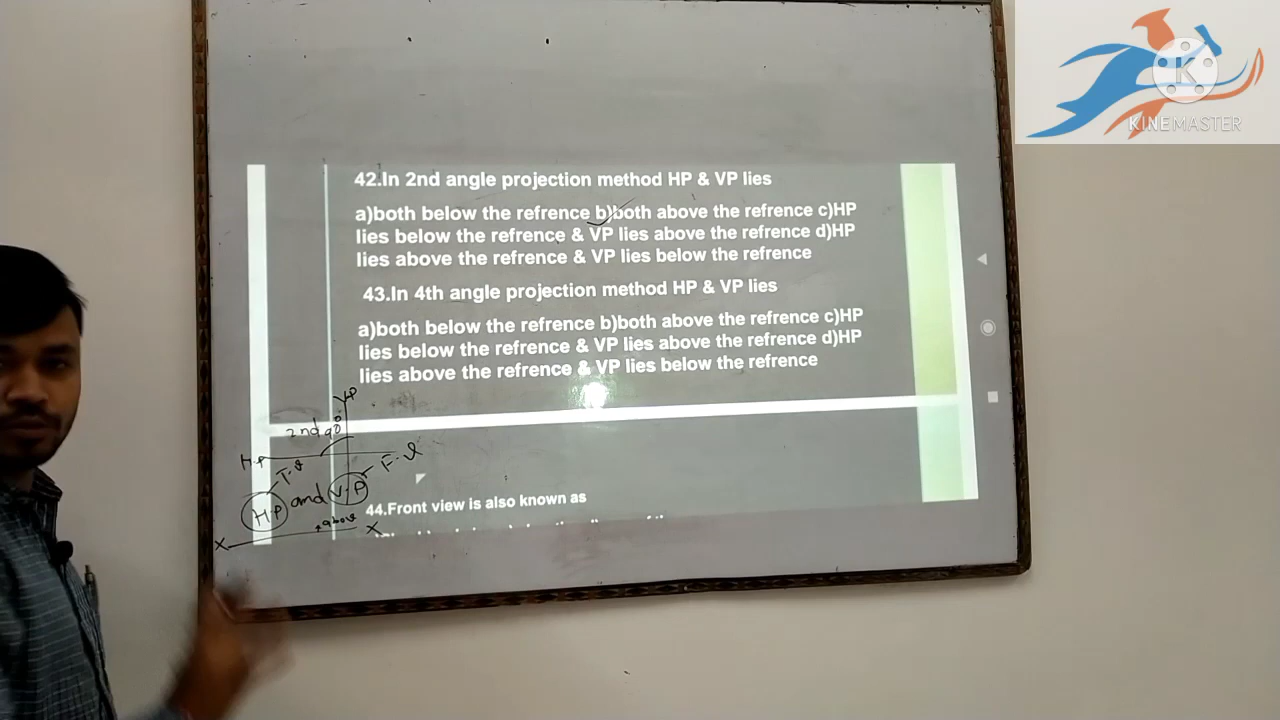 KINEMASTER
42.In 2nd angle projection method HP & VP lies
a)both below the refrence b)both above the refrence c)HP
lies below the refrence & VP lies above the refrence d)HP
lies above the refrence & VP lies below the refrence
43.In 4th angle projection method HP & VP lies
a)both below the refrence b)both above the refrence c)HP
lies below the refrence & VP lies above the refrence d)HP
lies above the refrence & VP lies below the refrence
V.P
2nd 90°
H.P
T.V F.V
H.P and V.P
44.Front view is also known as
above
X X